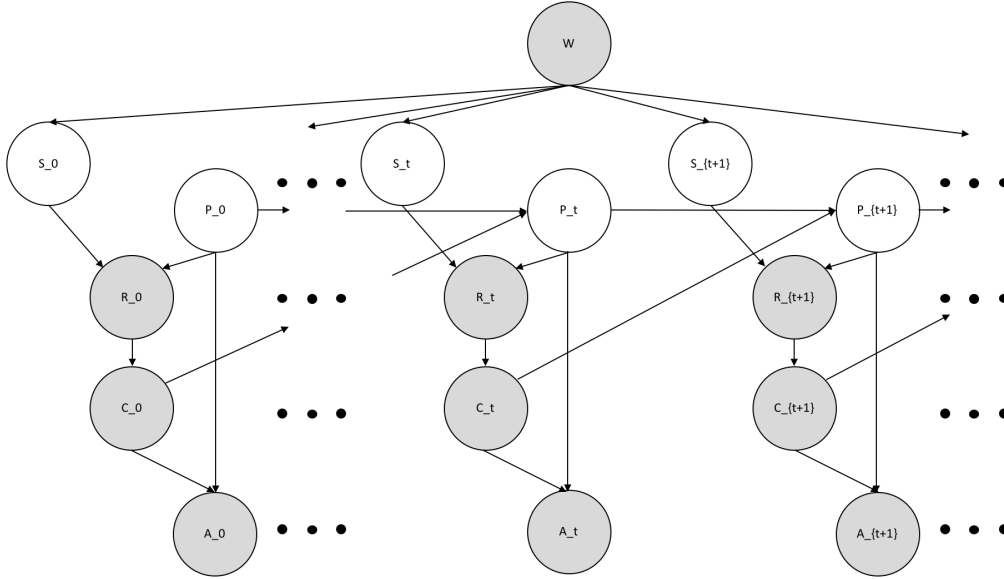 W
S_0
S_t
S_{t+1}
P_0
P_t
P_{t+1}
R_0
R_t
R_{t+1}
C_0
C_t
C_{t+1}
A_0
A_t
A_{t+1}